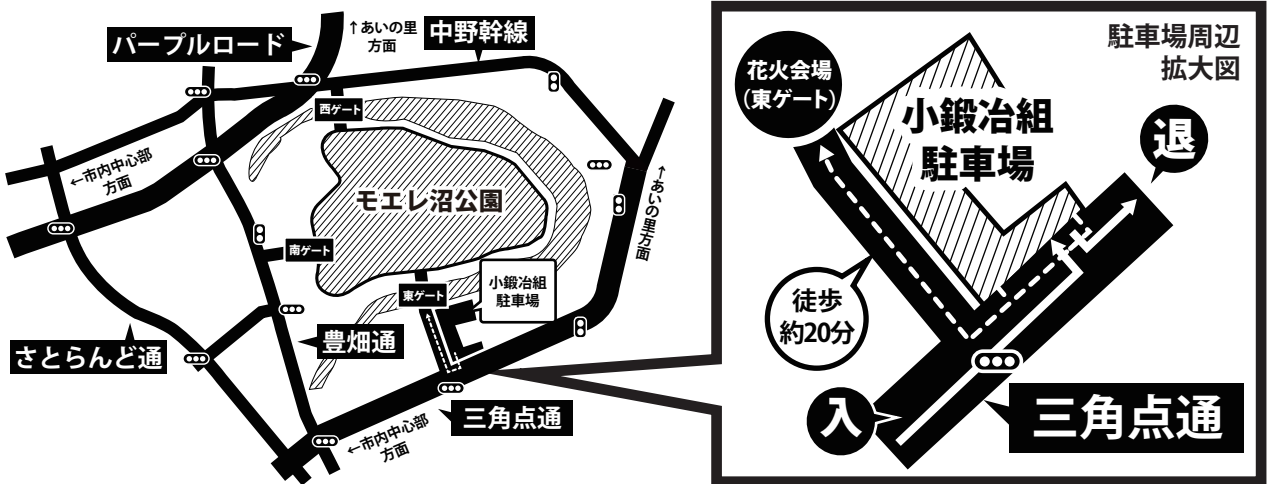 パープルロード
↑あいの里
方面
中野幹線
西ゲート
←市内中心部
方面
モエレ沼公園
↑あいの里方面
南ゲート
東ゲート
小鍛冶組
駐車場
さとらんど通
豊畑通
三角点通
←市内中心部
方面
駐車場周辺
拡大図
花火会場
(東ゲート)
小鍛冶組
駐車場
退
徒歩
約20分
入
三角点通